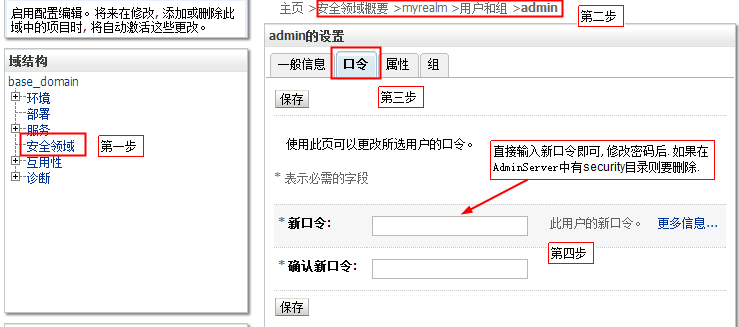 启用配置编辑。将来在修改, 添加或删除此
域中的项目时, 将自动激活这些更改。
域结构
base_domain
环境
部署
服务
安全领域
第一步
互用性
诊断
主页 >安全领域概要 >myrealm >用户和组 >admin
第二步
admin的设置
一般信息 口令 属性 组
保存
第三步
使用此页可以更改所选用户的口令。
直接输入新口令即可, 修改密码后. 如果在
AdminServer中有security目录则要删除.
* 表示必需的字段
* 新口令:
此用户的新口令。 更多信息...
第四步
* 确认新口令:
保存